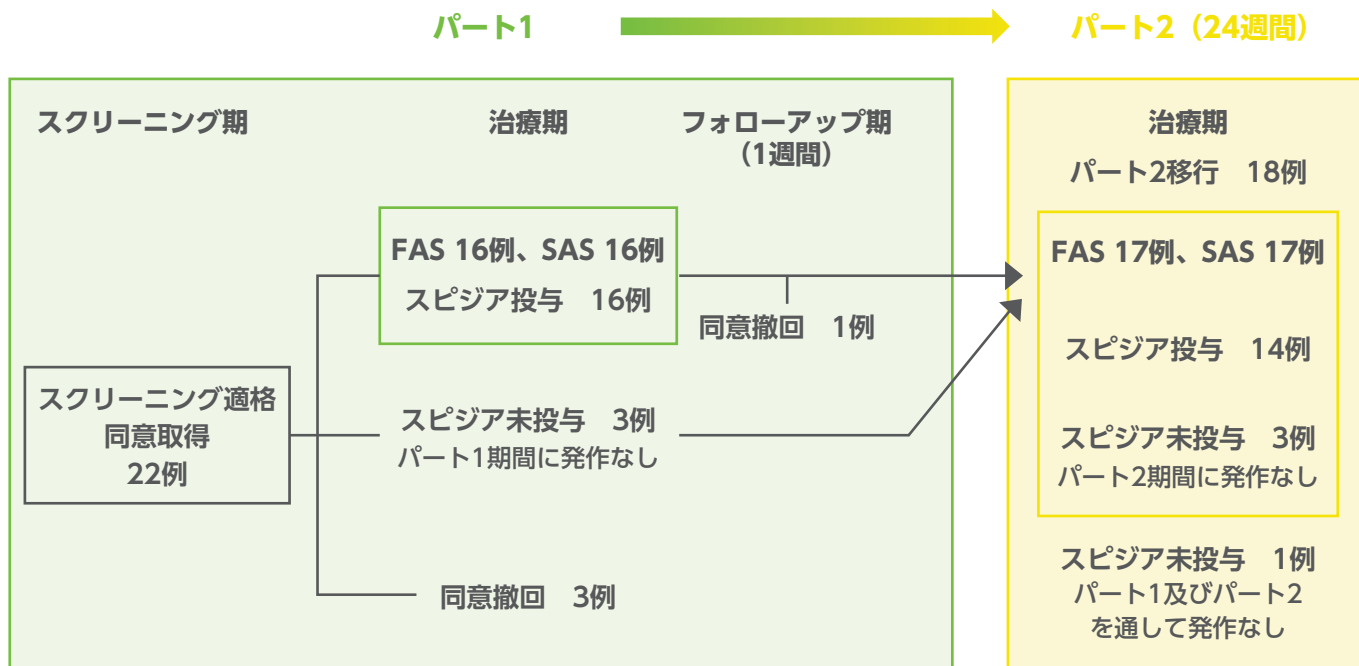 パート1
パート2（24週間）
スクリーニング期
治療期
フォローアップ期
（1週間）
スクリーニング適格
同意取得
22例
FAS 16例、SAS 16例
スピジア投与　16例
同意撤回　1例
スピジア未投与　3例
パート1期間に発作なし
同意撤回　3例
治療期
パート2移行　18例
FAS 17例、SAS 17例
スピジア投与　14例
スピジア未投与　3例
パート2期間に発作なし
スピジア未投与　1例
パート1及びパート2
を通して発作なし